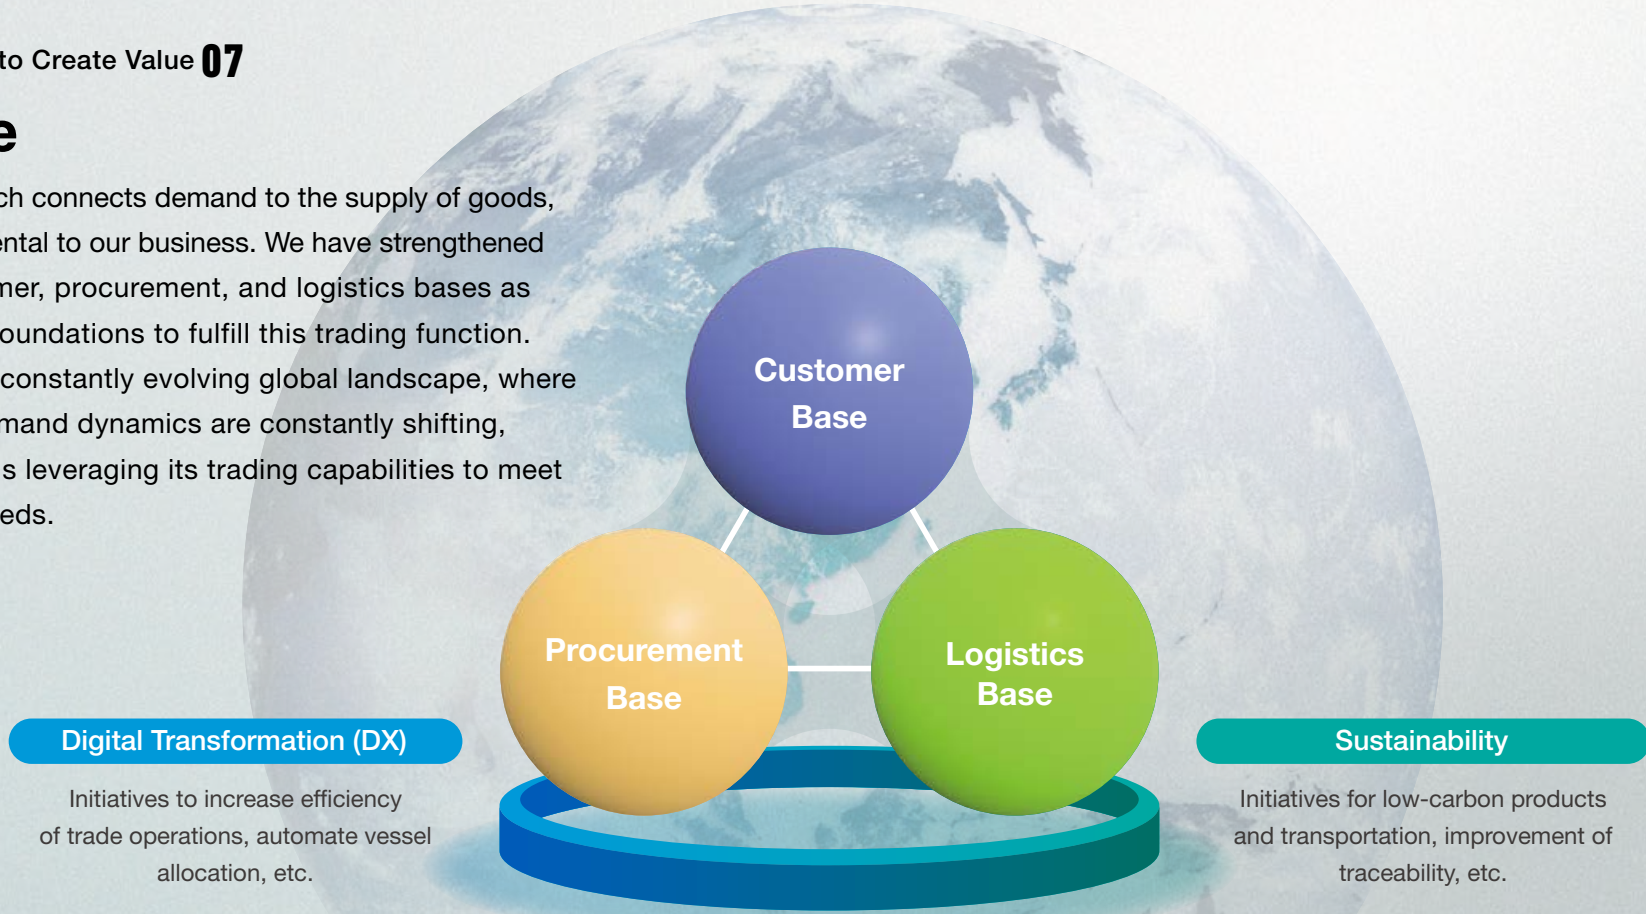 to Create Value 07
e
ch connects demand to the supply of goods,
ental to our business. We have strengthened
mer, procurement, and logistics bases as
oundations to fulfill this trading function.
constantly evolving global landscape, where
mand dynamics are constantly shifting,
s leveraging its trading capabilities to meet
eds.
Customer
Base
Procurement
Base
Logistics
Base
Digital Transformation (DX)
Initiatives to increase efficiency
of trade operations, automate vessel
allocation, etc.
Sustainability
Initiatives for low-carbon products
and transportation, improvement of
traceability, etc.